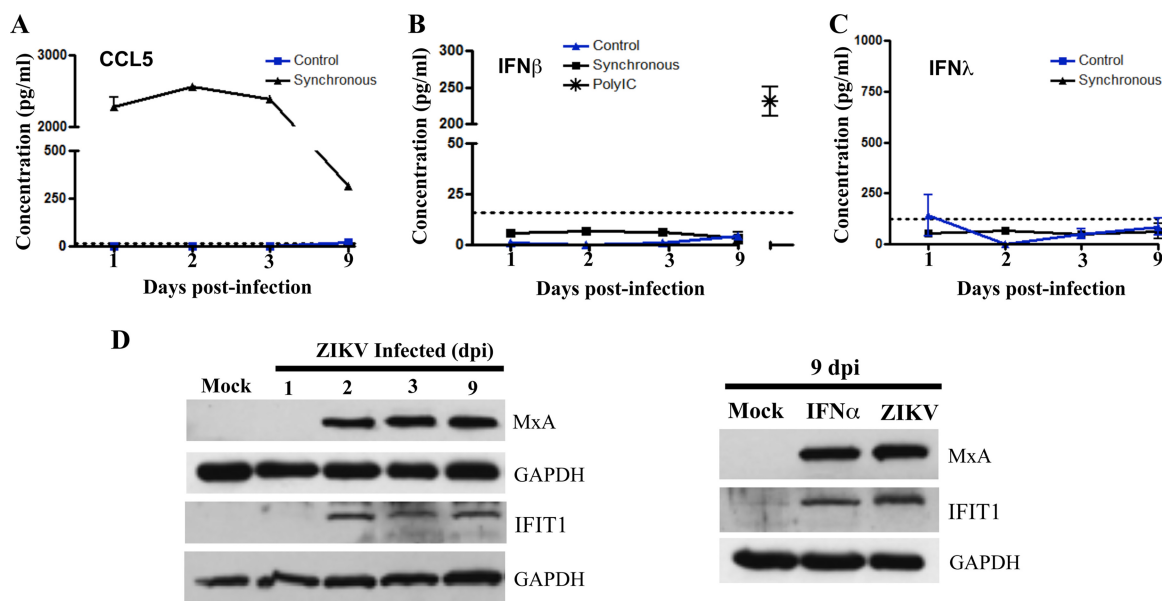 A
CCL5
Control
Synchronous
3000
2000
500
250
0
Concentration (pg/ml)
1 2 3 9
Days post-infection
B
IFNβ
Control
Synchronous
PolyIC
300
250
200
50
25
0
Concentration (pg/ml)
1 2 3 9
Days post-infection
C
IFNλ
Control
Synchronous
1000
750
500
250
0
Concentration (pg/ml)
1 2 3 9
Days post-infection
D
ZIKV Infected (dpi)
Mock 1 2 3 9
MxA
GAPDH
IFIT1
GAPDH
9 dpi
Mock IFNα ZIKV
MxA
IFIT1
GAPDH